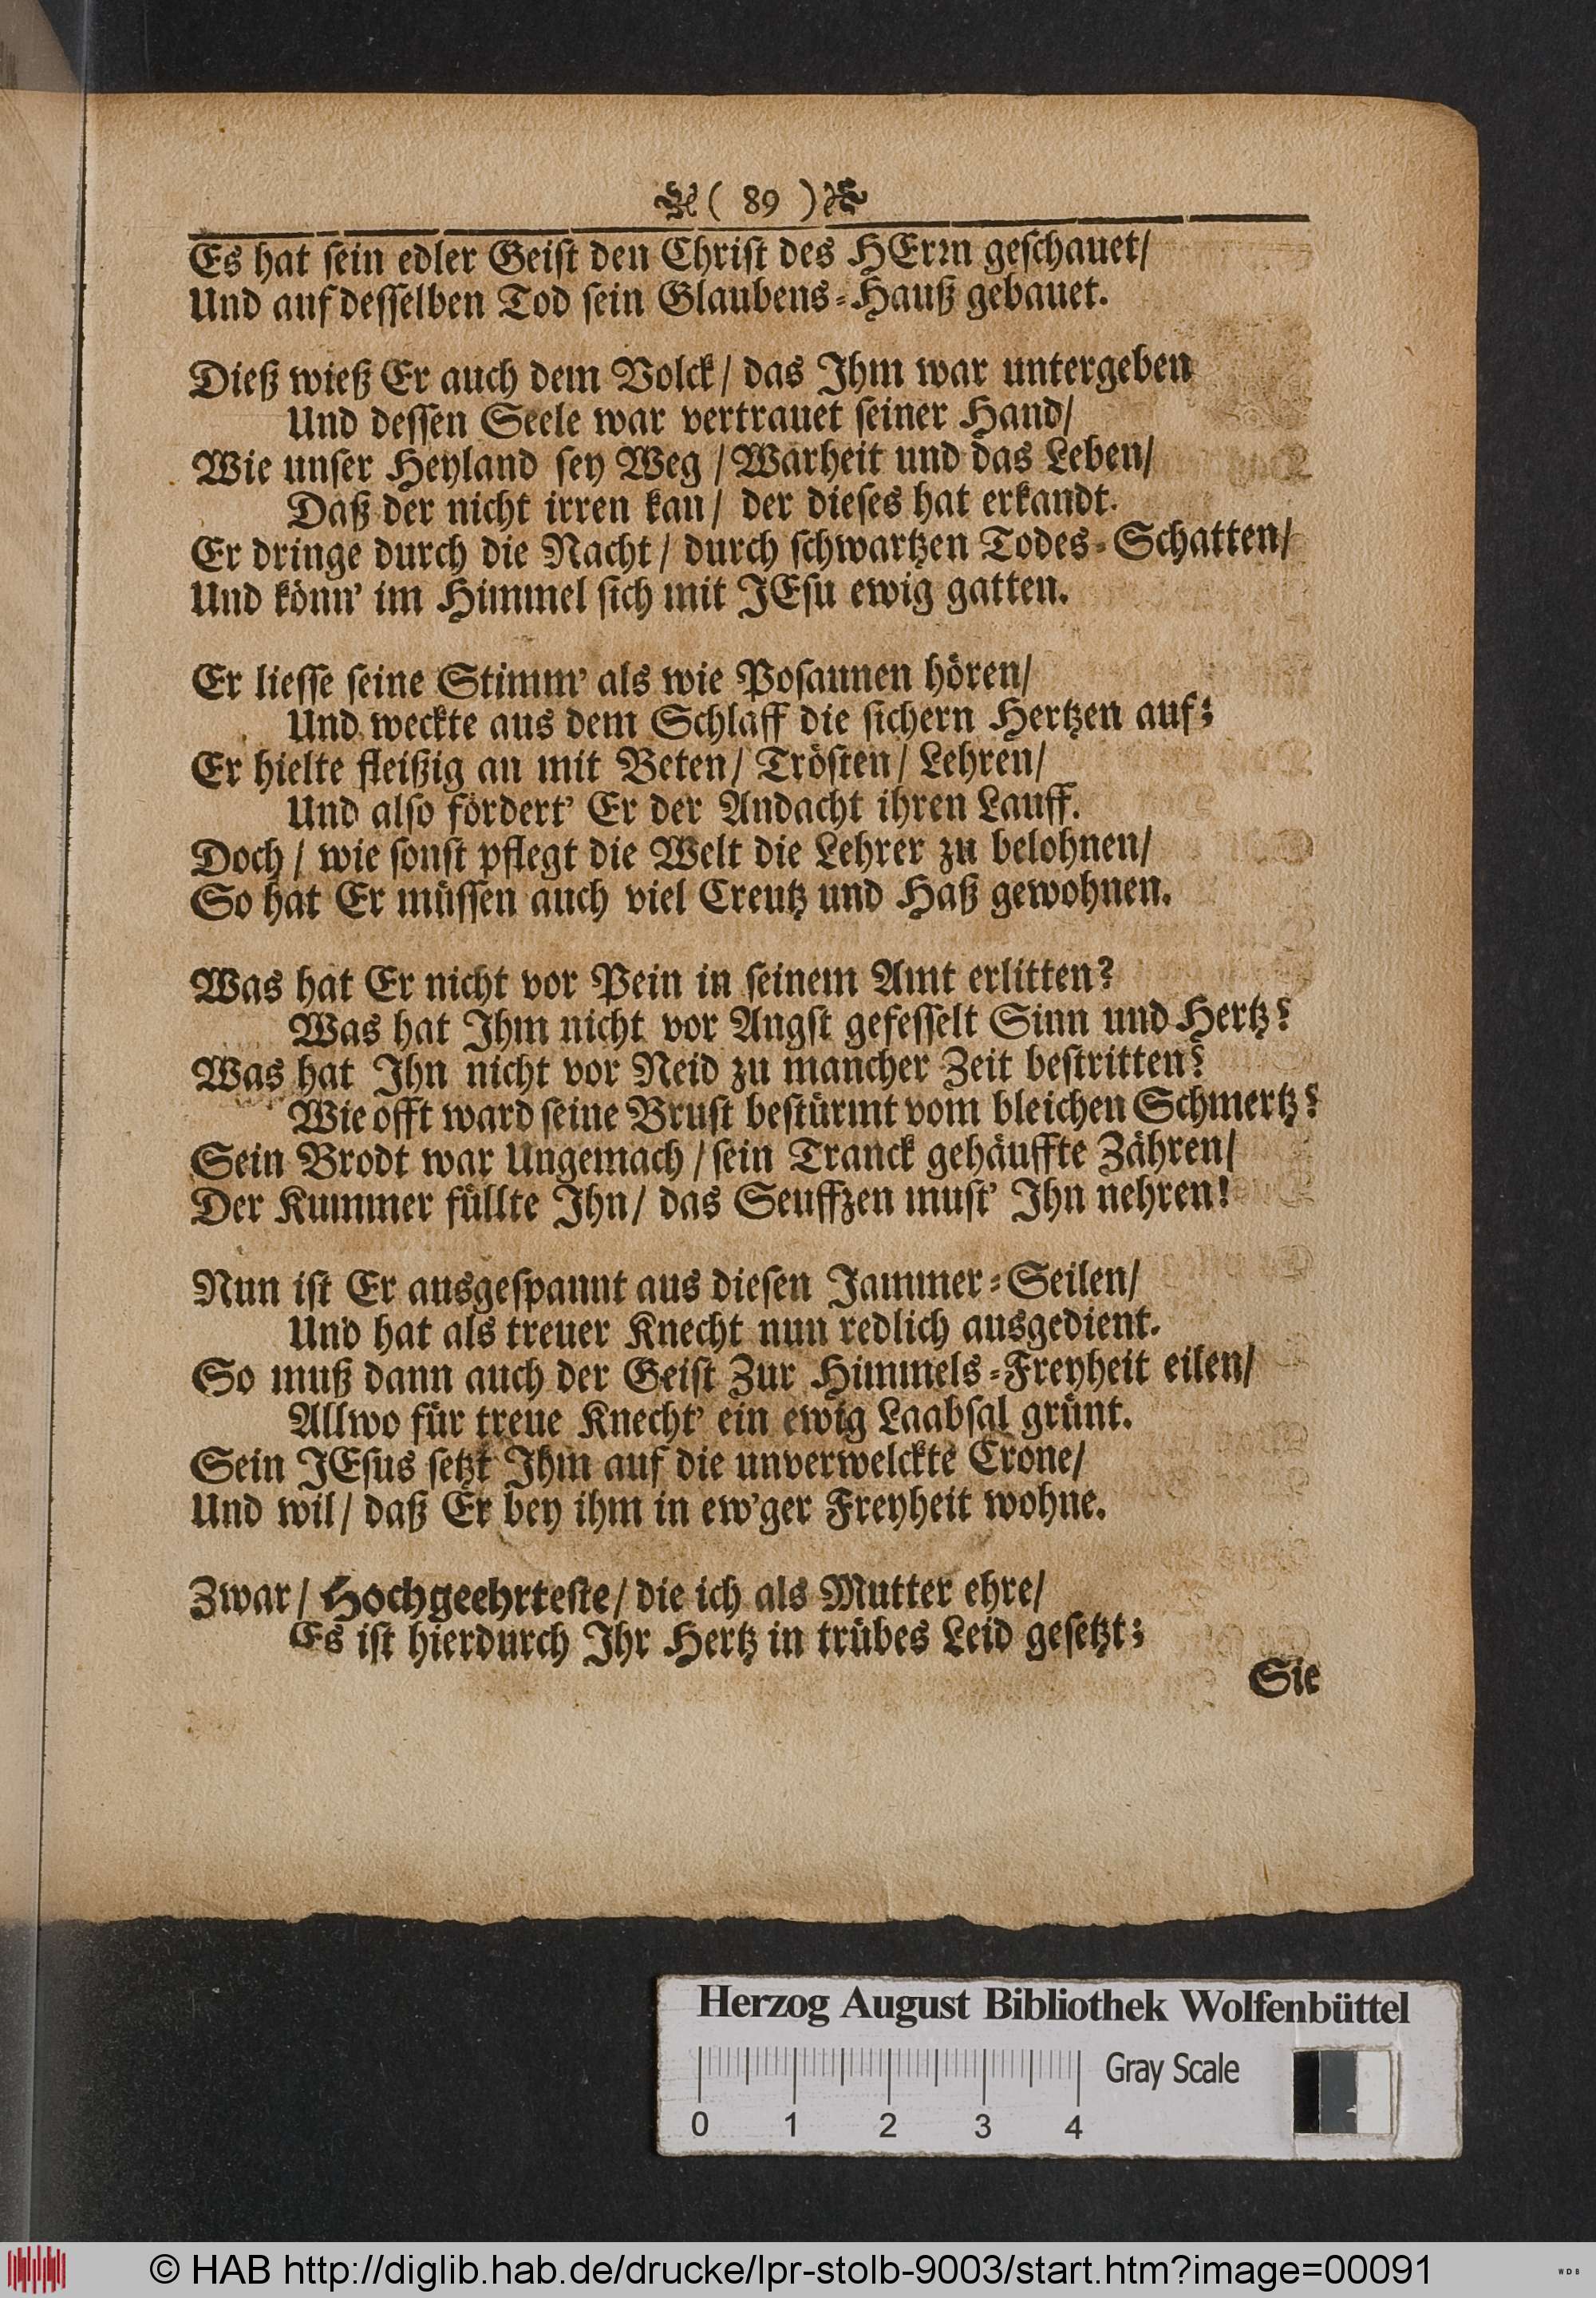 ( 89 )
Es hat sein edler Geist den Christ des HErrn geschauet/
Und auf desselben Tod sein Glaubens-Hauß gebauet.
Dieß wieß Er auch dem Volck/ das Ihm war untergeben
Und dessen Seele war vertrauet seiner Hand/
Wie unser Heyland sey Weg/ Warheit und das Leben/
Daß der nicht irren kan/ der dieses hat erkandt.
Er dringe durch die Nacht/ durch schwartzen Todes-Schatten/
Und könn' im Himmel sich mit JEsu ewig gatten.
Er liesse seine Stimm' als wie Posaunen hören/
Und weckte aus dem Schlaff die sichern Hertzen auf;
Er hielte fleißig an mit Beten/ Trösten/ Lehren/
Und also fördert' Er der Andacht ihren Lauff.
Doch/ wie sonst pflegt die Welt die Lehrer zu belohnen/
So hat Er müssen auch viel Creutz und Haß gewohnen.
Was hat Er nicht vor Pein in seinem Amt erlitten?
Was hat Ihm nicht vor Angst gefesselt Sinn und Hertz?
Was hat Ihn nicht vor Neid zu mancher Zeit bestritten?
Wie offt ward seine Brust bestürmt vom bleichen Schmertz?
Sein Brodt war Ungemach/ sein Tranck gehäuffte Zähren/
Der Kummer füllte Ihn/ das Seuffzen must' Ihn nehren!
Nun ist Er ausgespannt aus diesen Jammer-Seilen/
Und hat als treuer Knecht nun redlich ausgedient.
So muß dann auch der Geist Zur Himmels-Freyheit eilen/
Allwo für treue Knecht' ein ewig Laabsal grünt.
Sein JEsus setzt Ihm auf die unverwelckte Crone/
Und wil/ daß Er bey ihm in ew'ger Freyheit wohne.
Zwar/ Hochgeehrteste/ die ich als Mutter ehre/
Es ist hierdurch Ihr Hertz in trübes Leid gesetzt;
Sie
Herzog August Bibliothek Wolfenbüttel
Gray Scale
0 1 2 3 4
© HAB http://diglib.hab.de/drucke/lpr-stolb-9003/start.htm?image=00091
WDB